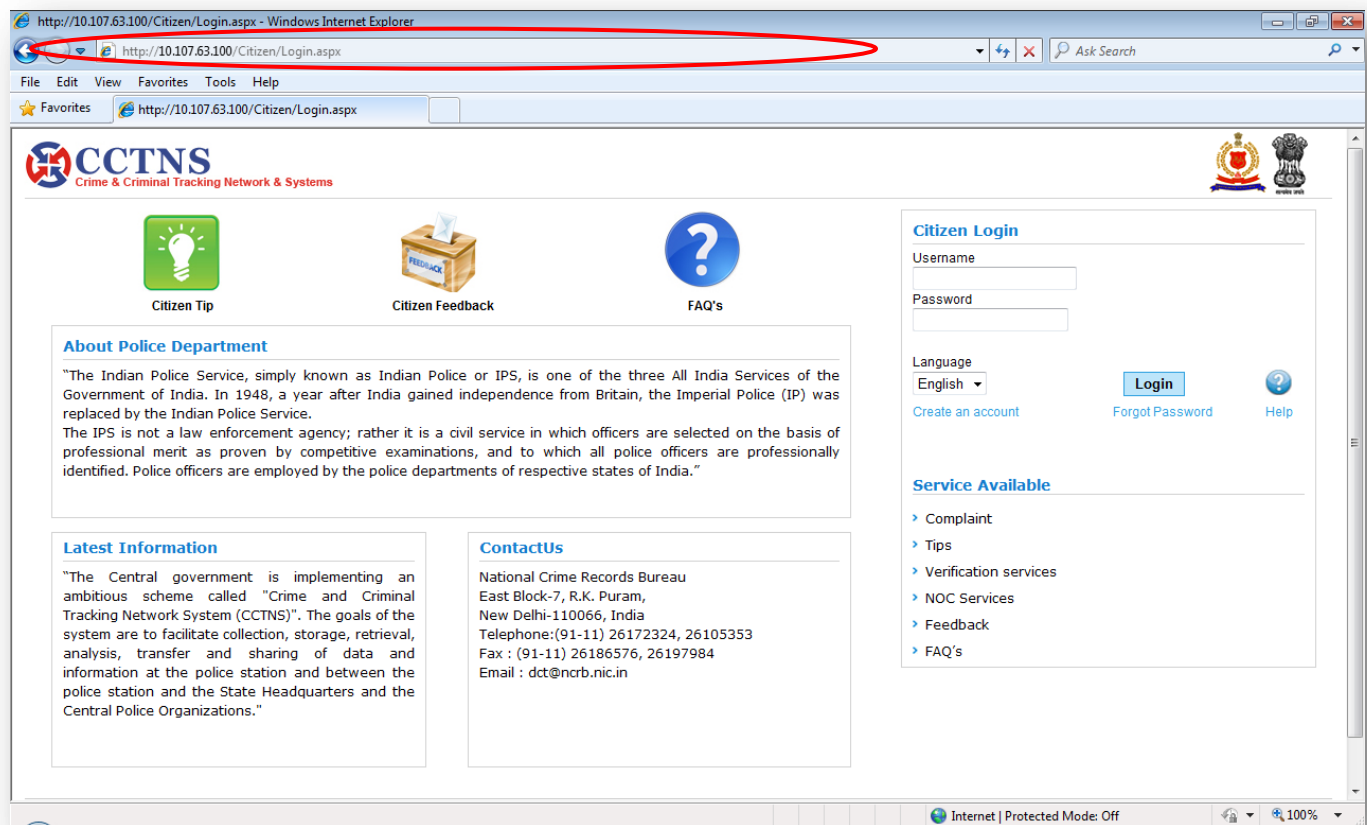 http://10.107.63.100/Citizen/Login.aspx - Windows Internet Explorer
http://10.107.63.100/Citizen/Login.aspx
Ask Search
File Edit View Favorites Tools Help
Favorites
http://10.107.63.100/Citizen/Login.aspx
CCTNS
Crime & Criminal Tracking Network & Systems
Citizen Tip
FEEDBACK
Citizen Feedback
FAQ's
About Police Department
"The Indian Police Service, simply known as Indian Police or IPS, is one of the three All India Services of the
Government of India. In 1948, a year after India gained independence from Britain, the Imperial Police (IP) was
replaced by the Indian Police Service.
The IPS is not a law enforcement agency; rather it is a civil service in which officers are selected on the basis of
professional merit as proven by competitive examinations, and to which all police officers are professionally
identified. Police officers are employed by the police departments of respective states of India."
Latest Information
"The Central government is implementing an
ambitious scheme called "Crime and Criminal
Tracking Network System (CCTNS)". The goals of the
system are to facilitate collection, storage, retrieval,
analysis, transfer and sharing of data and
information at the police station and between the
police station and the State Headquarters and the
Central Police Organizations."
ContactUs
National Crime Records Bureau
East Block-7, R.K. Puram,
New Delhi-110066, India
Telephone:(91-11) 26172324, 26105353
Fax : (91-11) 26186576, 26197984
Email : dct@ncrb.nic.in
Citizen Login
Username
Password
Language
English
Login
Create an account
Forgot Password
Help
Service Available
Complaint
Tips
Verification services
NOC Services
Feedback
FAQ's
Internet | Protected Mode: Off
100%